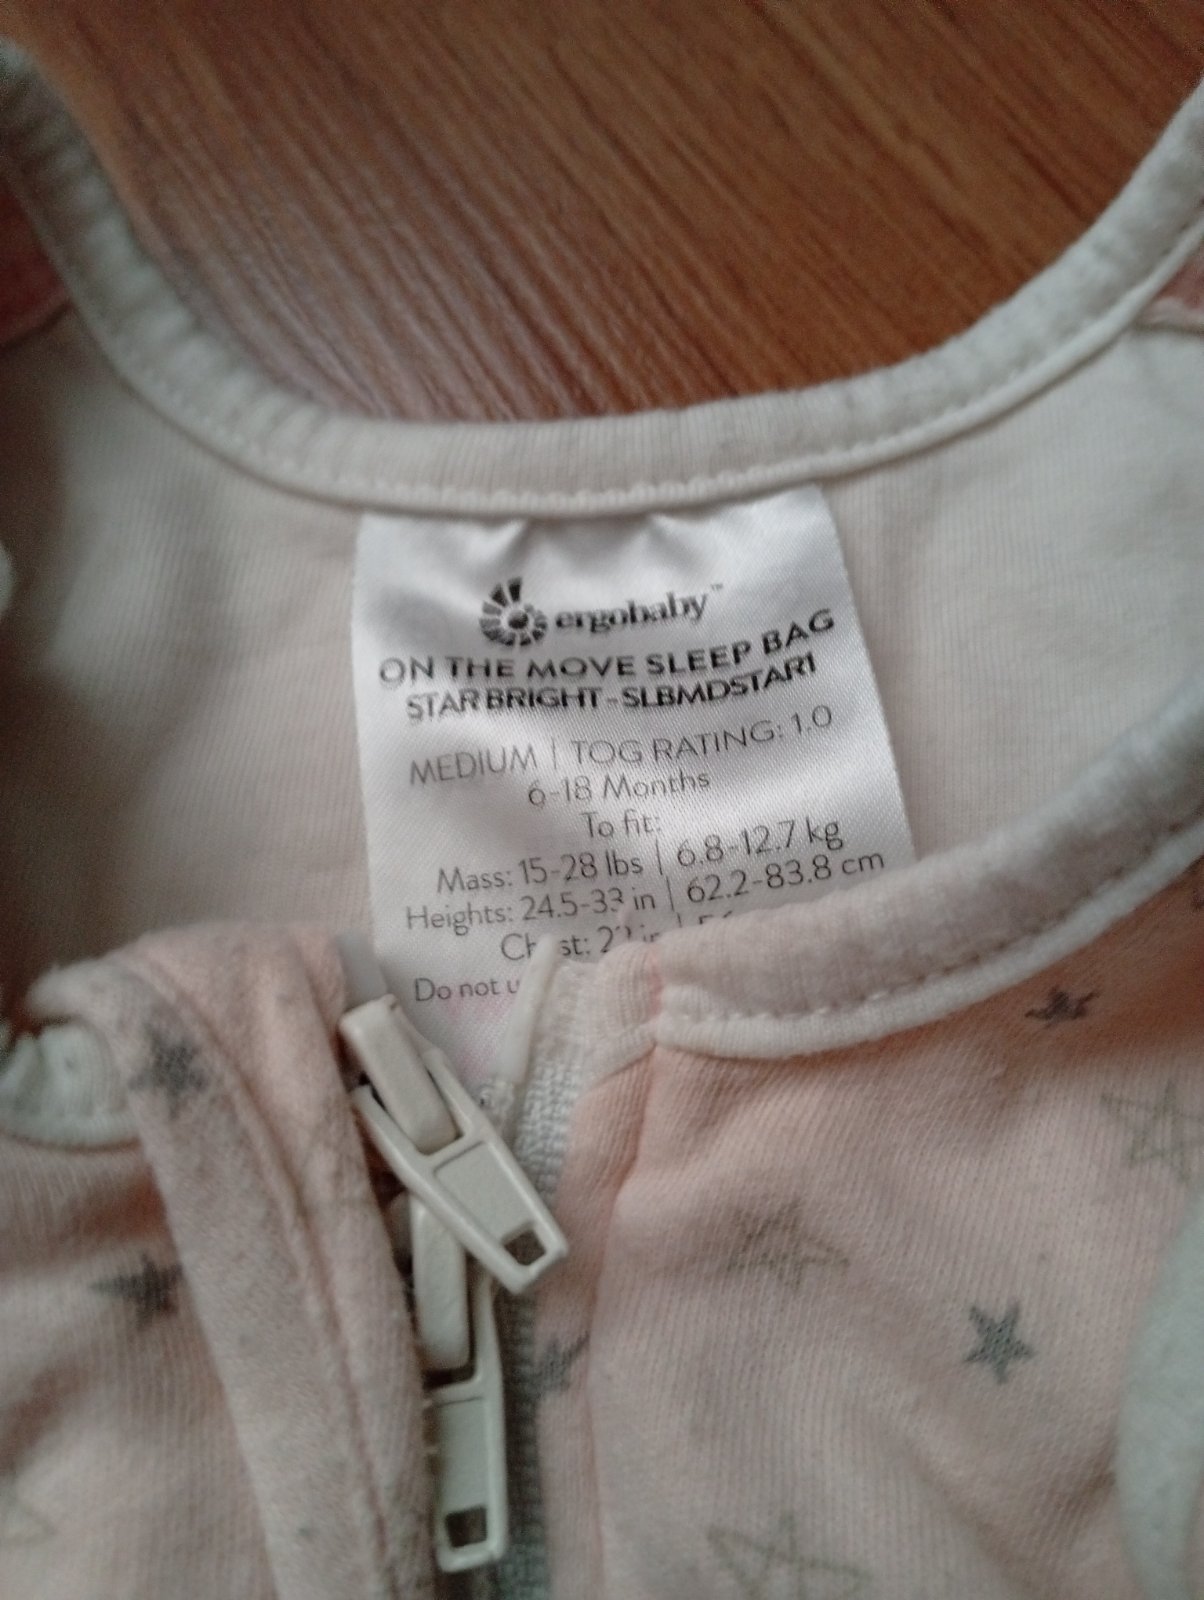 ergobaby™
ON THE MOVE SLEEP BAG
STAR BRIGHT - SLBMDSTAR1
MEDIUM | TOG RATING: 1.0
6-18 Months
To fit:
Mass: 15-28 lbs | 6.8-12.7 kg
Heights: 24.5-33 in | 62.2-83.8 cm
Do not